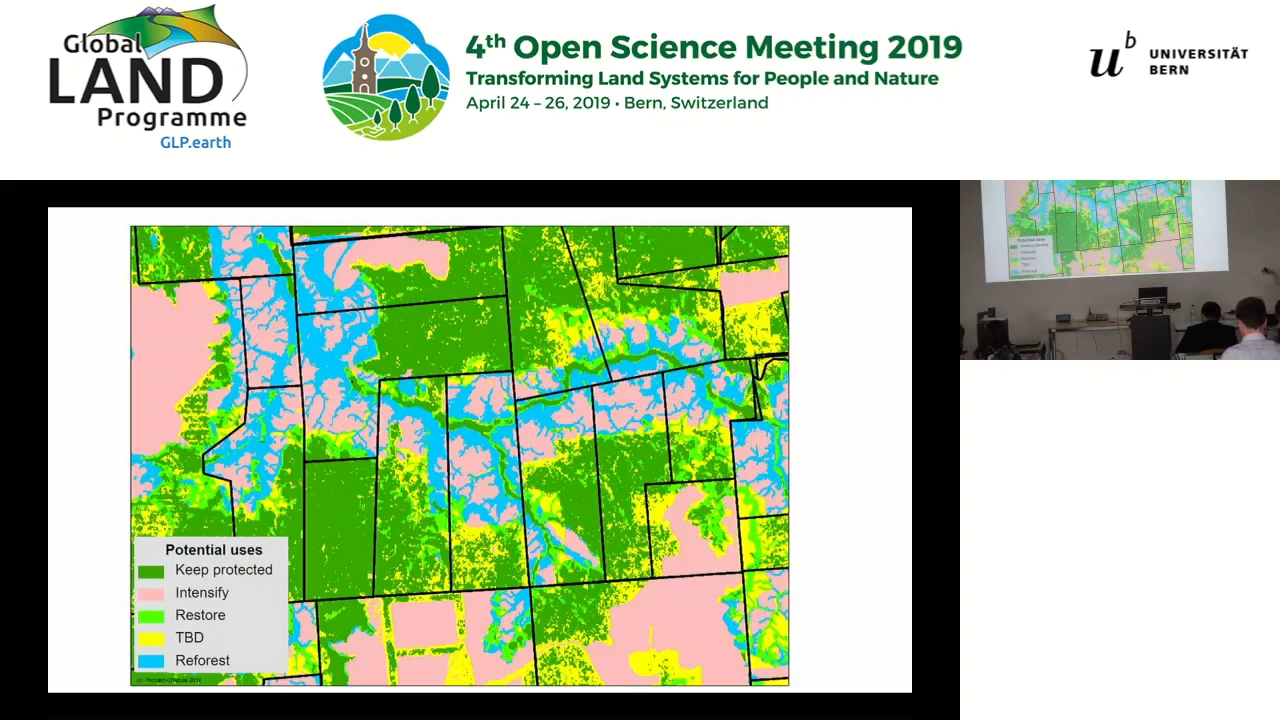 Global
LAND
Programme
GLP.earth
4th Open Science Meeting 2019
Transforming Land Systems for People and Nature
April 24 – 26, 2019 • Bern, Switzerland
ub
UNIVERSITÄT
BERN
Potential uses
Keep protected
Intensify
Restore
TBD
Reforest